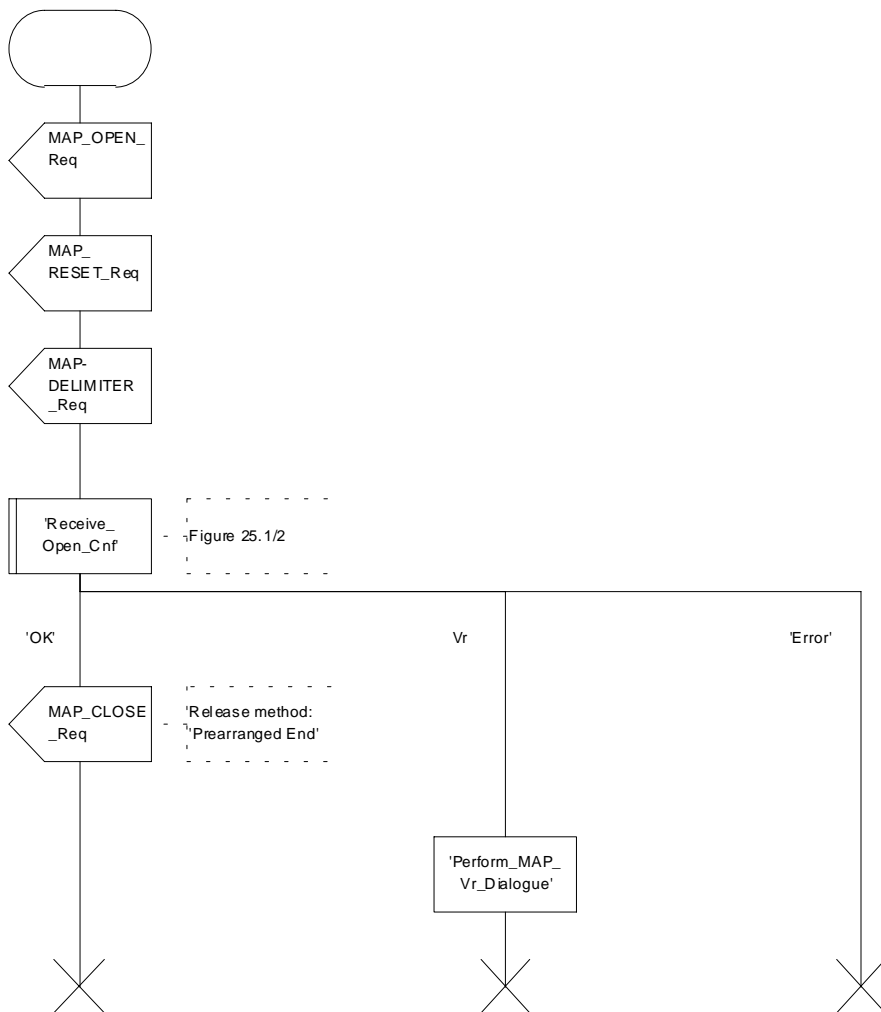 MAP_OPEN_
Req
MAP_
RESET_Req
MAP-
DELIMITER
_Req
'Receive_
Open_Cnf'
Figure 25.1/2
'OK'
Vr
'Error'
MAP_CLOSE
_Req
Release method:
'Prearranged End'
'Perform_MAP_
Vr_Dialogue'